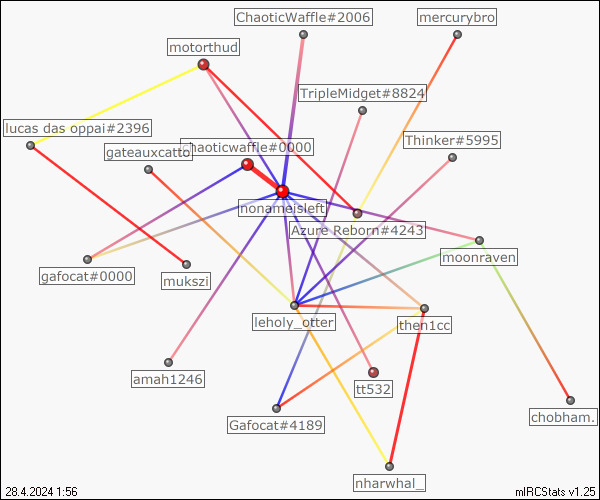 ChaoticWaffle#2006
mercurybro
motorthud
TripleMidget#8824
lucas das oppai#2396
Thinker#5995
chaoticwaffle#0000
gateauxcatto
nonameisleft
Azure Reborn#4243
moonraven
gafocat#0000
mukszi
leholy_otter
then1cc
amah1246
tt532
chobham.
Gafocat#4189
nharwhal_
28.4.2024 1:56
mIRCStats v1.25